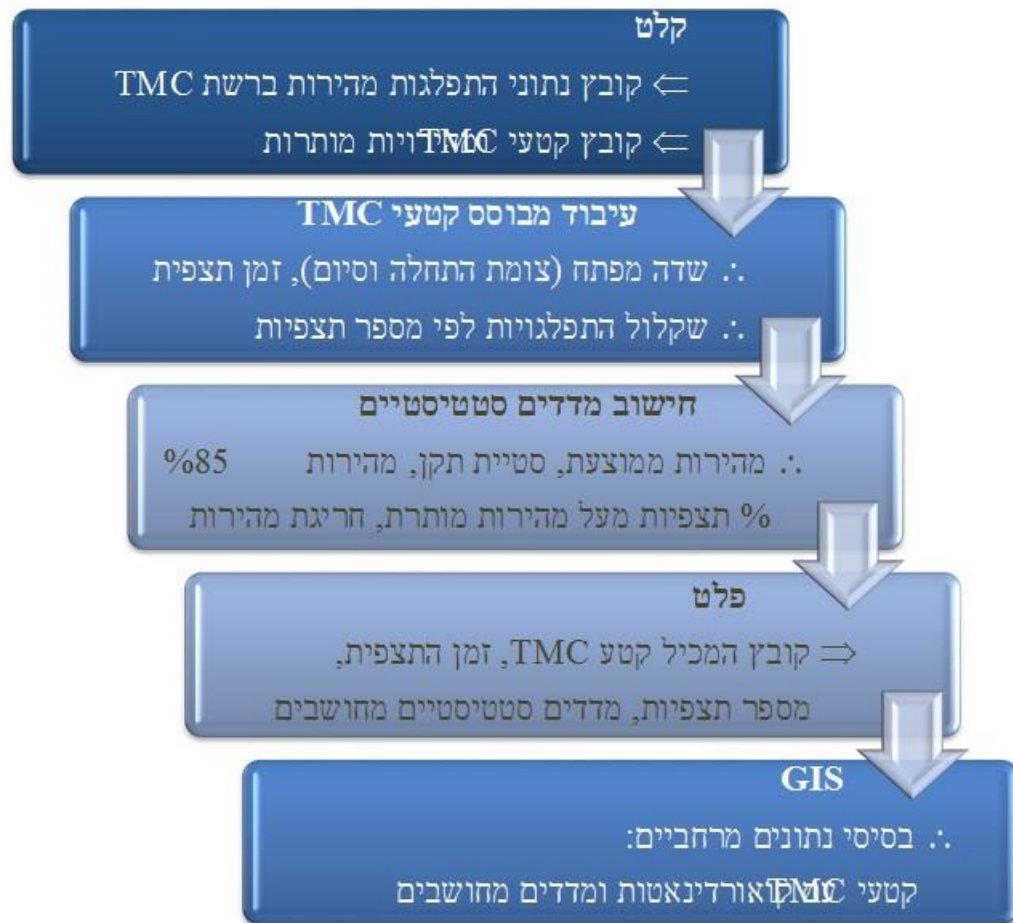 קלט
⇐ קובץ נתוני התפלגות מהירות ברשת TMC
⇐ קובץ קטעי TMC ומהירויות מותרות
עיבוד מבוסס קטעי TMC
∴ שדה מפתח (צומת התחלה וסיום), זמן תצפית
∴ שקלול התפלגויות לפי מספר תצפיות
חישוב מדדים סטטיסטיים
∴ מהירות ממוצעת, סטיית תקן, מהירות 85%
% תצפיות מעל מהירות מותרת, חריגת מהירות
פלט
⇒ קובץ המכיל קטע TMC, זמן התצפית,
מספר תצפיות, מדדים סטטיסטיים מחושבים
GIS
∴ בסיסי נתונים מרחביים:
קטעי TMC עם קואורדינאטות ומדדים מחושבים